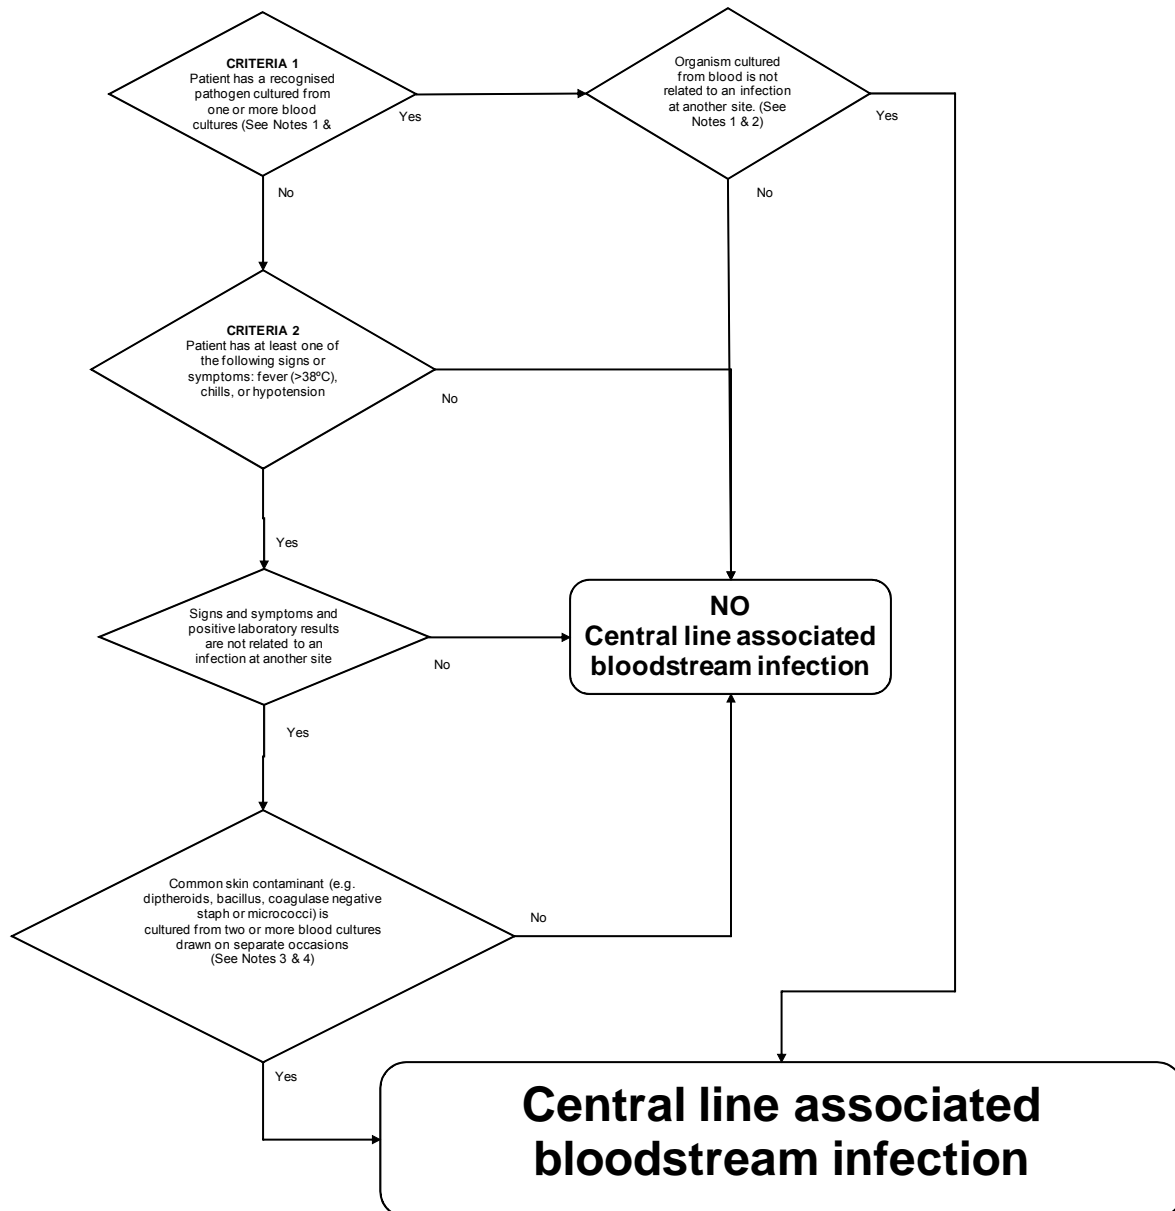 CRITERIA 1
Patient has a recognised
pathogen cultured from
one or more blood
cultures (See Notes 1 &
Yes
No
Organism cultured
from blood is not
related to an infection
at another site. (See
Notes 1 & 2)
Yes
No
CRITERIA 2
Patient has at least one of
the following signs or
symptoms: fever (>38ºC),
chills, or hypotension
No
Yes
Signs and symptoms and
positive laboratory results
are not related to an
infection at another site
No
Yes
NO
Central line associated
bloodstream infection
Common skin contaminant (e.g.
diptheroids, bacillus, coagulase negative
staph or micrococci) is
cultured from two or more blood cultures
drawn on separate occasions
(See Notes 3 & 4)
No
Yes
Central line associated
bloodstream infection